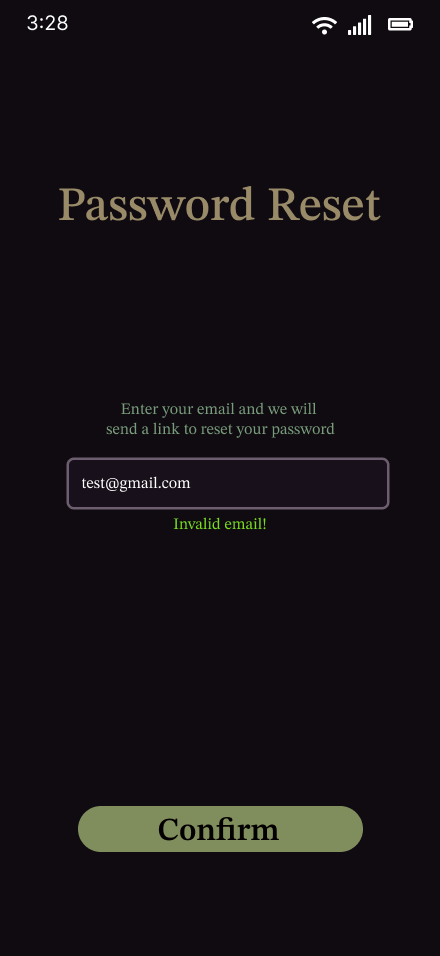 3:28
Password Reset
Enter your email and we will
send a link to reset your password
test@gmail.com
Invalid email!
Confirm